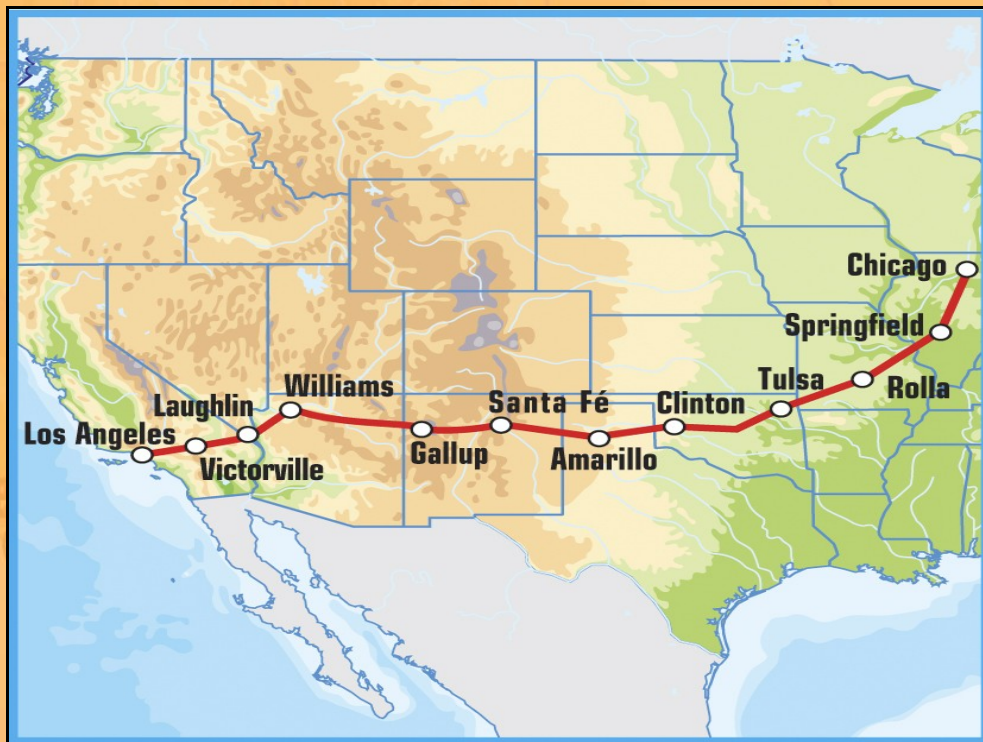 Chicago
Springfield
Rolla
Tulsa
Clinton
Amarillo
Santa Fé
Gallup
Williams
Laughlin
Victorville
Los Angeles